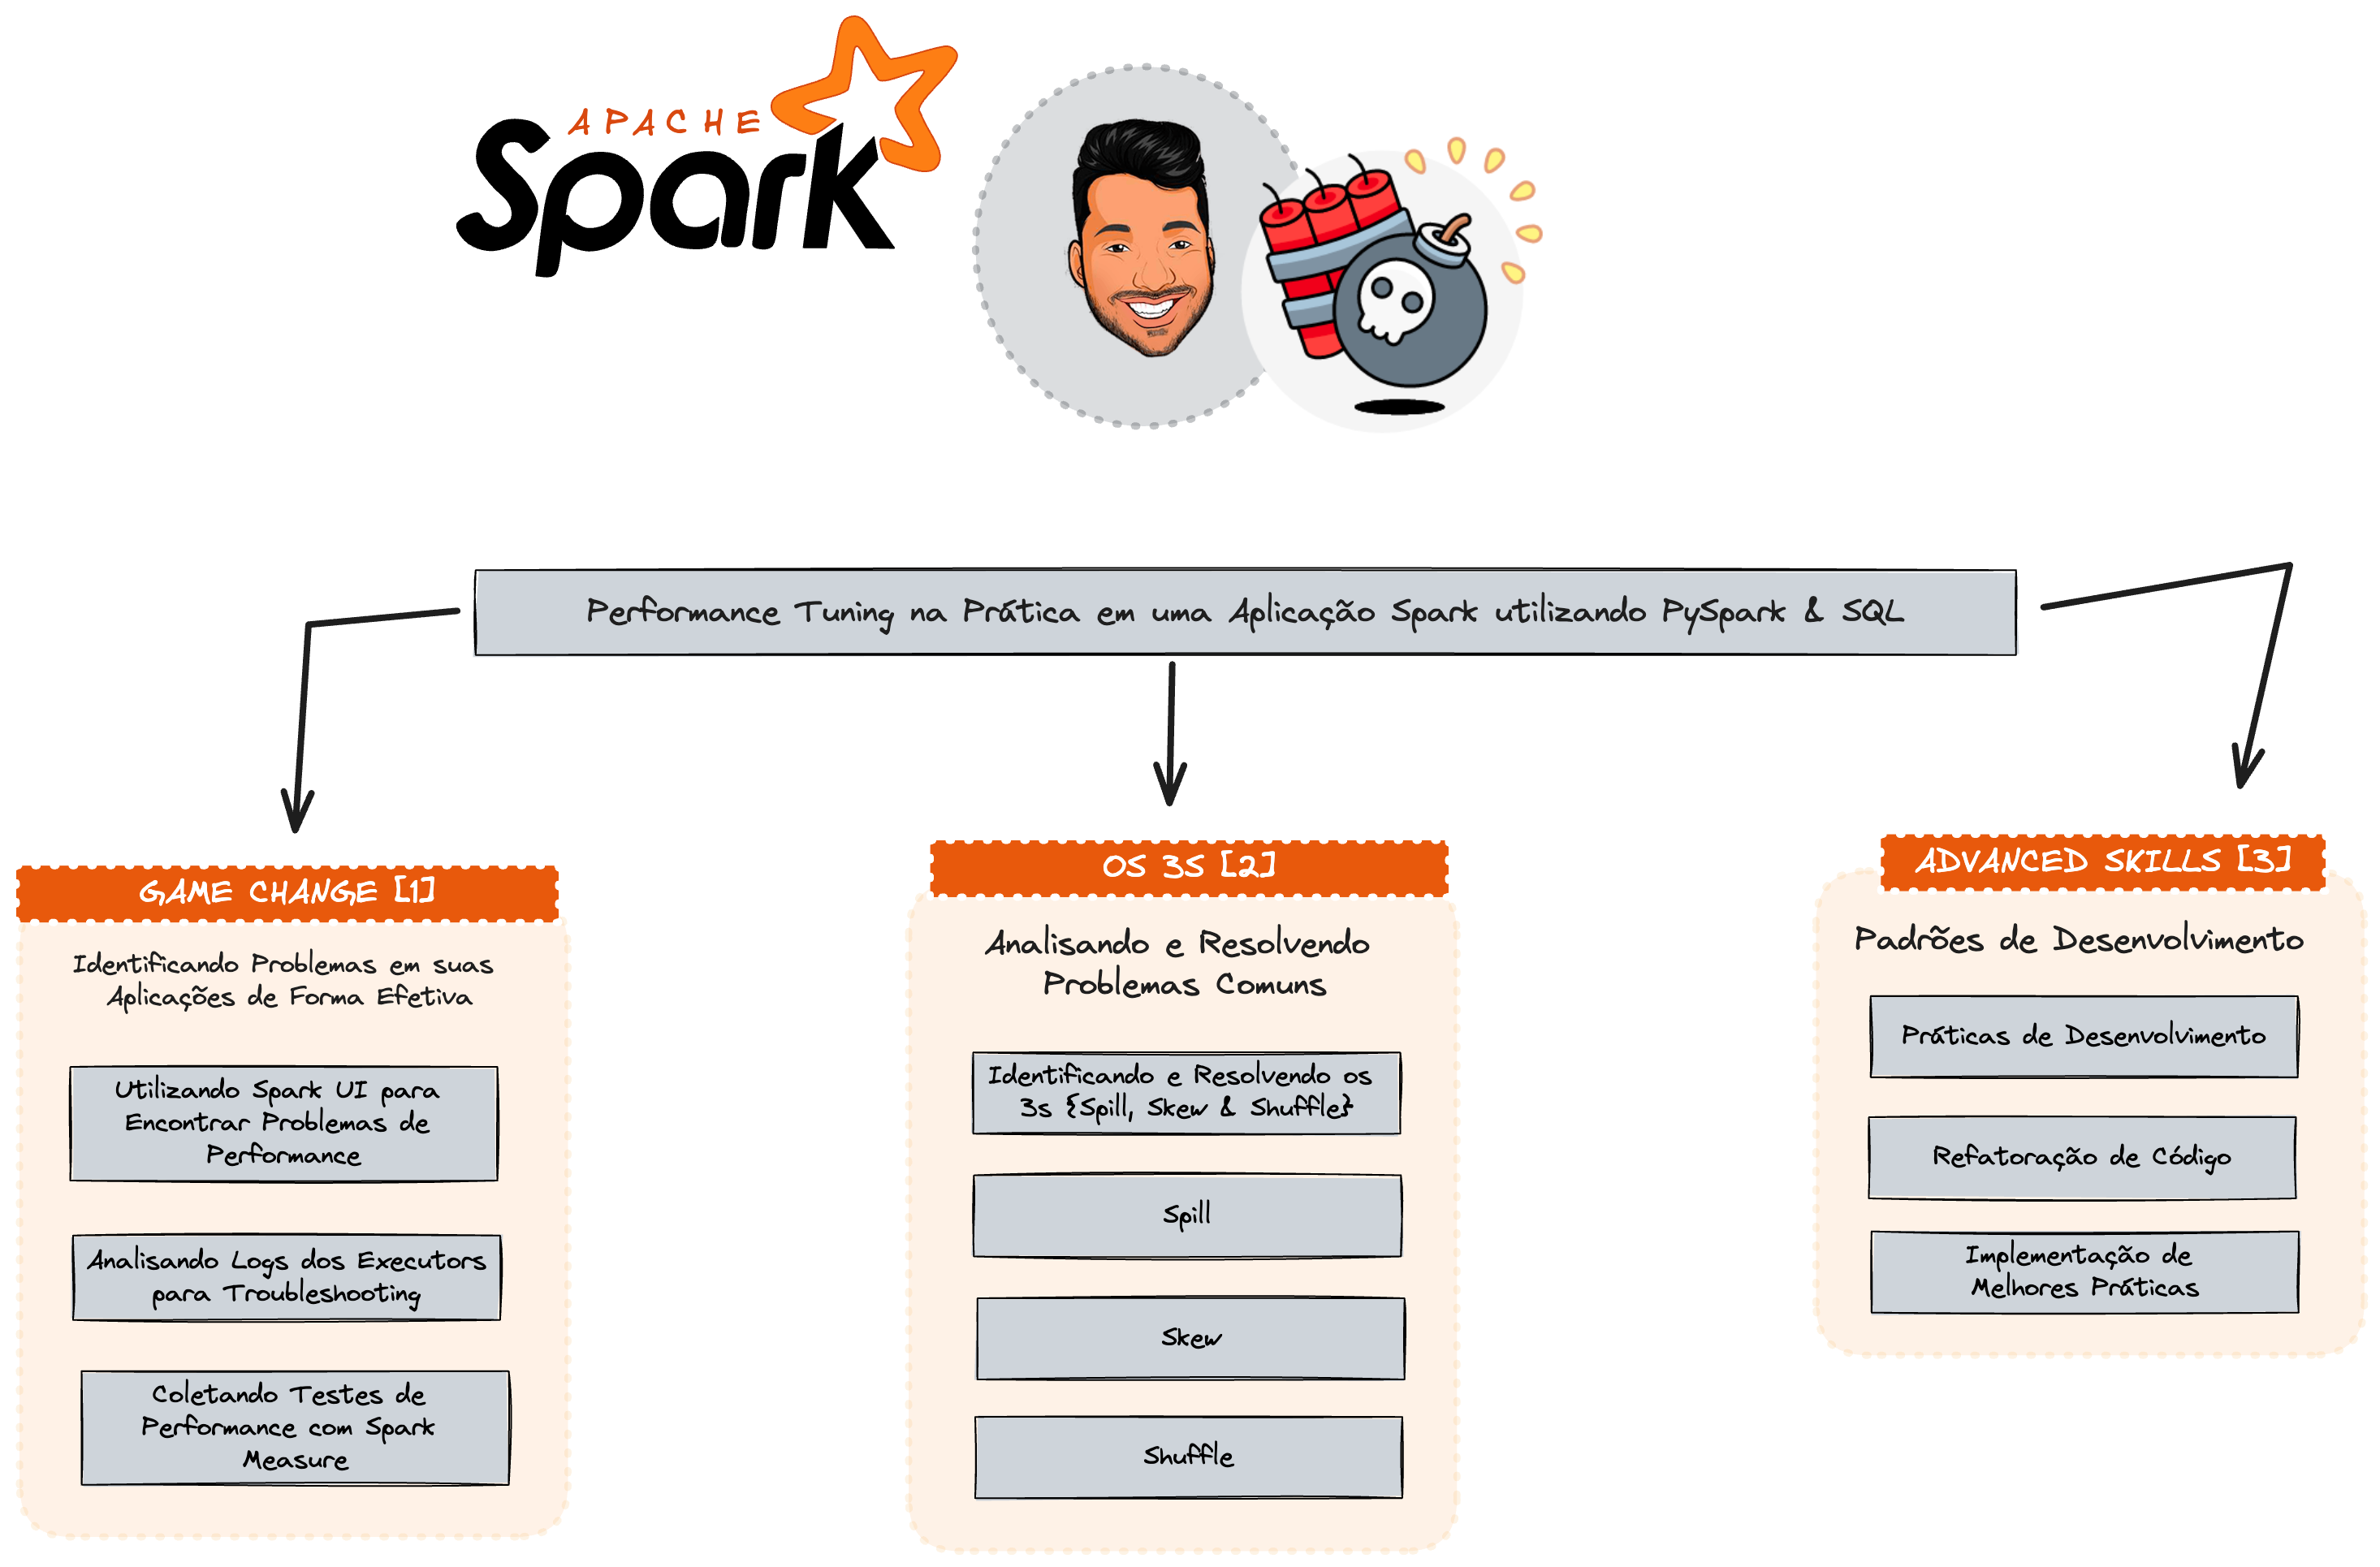 APACHE
Spark
Performance Tuning na Prática em uma Aplicação Spark utilizando PySpark & SQL
GAME CHANGE [1]
Identificando Problemas em suas
Aplicações de Forma Efetiva
Utilizando Spark UI para
Encontrar Problemas de
Performance
Analisando Logs dos Executors
para Troubleshooting
Coletando Testes de
Performance com Spark
Measure
OS 3S [2]
Analisando e Resolvendo
Problemas Comuns
Identificando e Resolvendo os
3s {Spill, Skew & Shuffle}
Spill
Skew
Shuffle
ADVANCED SKILLS [3]
Padrões de Desenvolvimento
Práticas de Desenvolvimento
Refatoração de Código
Implementação de
Melhores Práticas